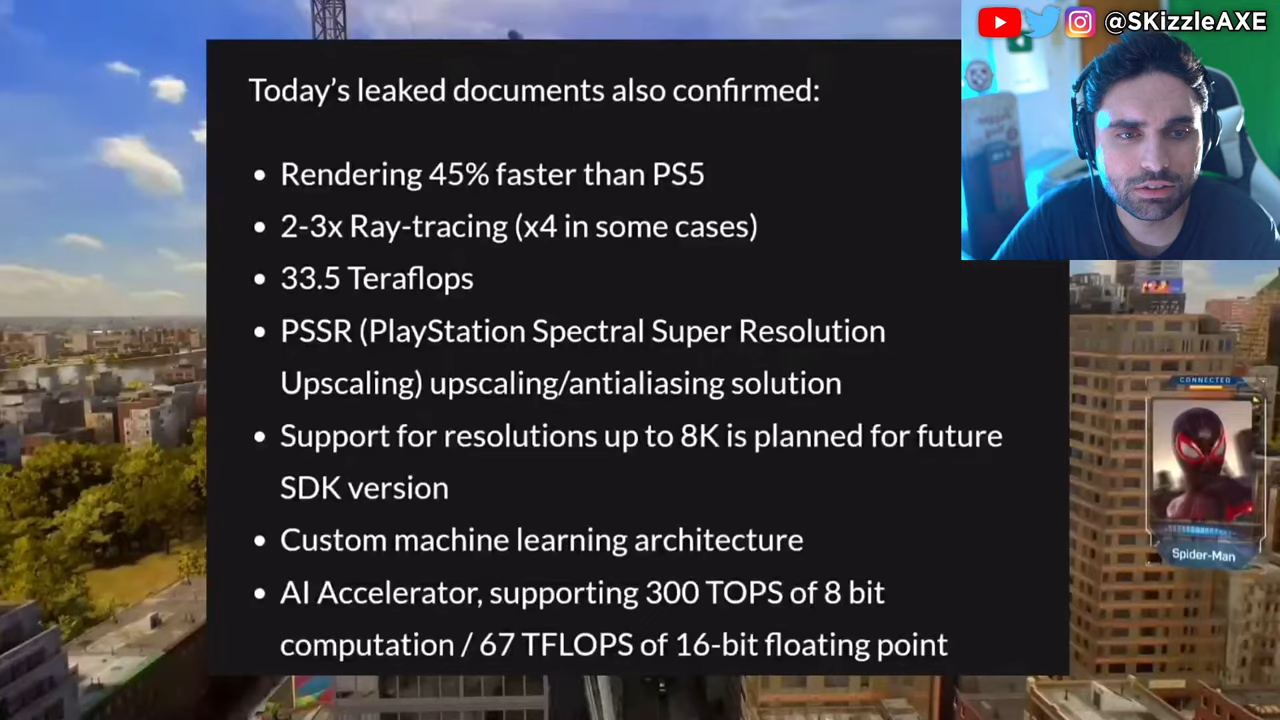 @SKizzleAXE
Today's leaked documents also confirmed:
• Rendering 45% faster than PS5
• 2-3x Ray-tracing (x4 in some cases)
• 33.5 Teraflops
• PSSR (PlayStation Spectral Super Resolution
Upscaling) upscaling/antialiasing solution
• Support for resolutions up to 8K is planned for future
SDK version
• Custom machine learning architecture
• AI Accelerator, supporting 300 TOPS of 8 bit
computation / 67 TFLOPS of 16-bit floating point
CONNECTED
Spider-Man